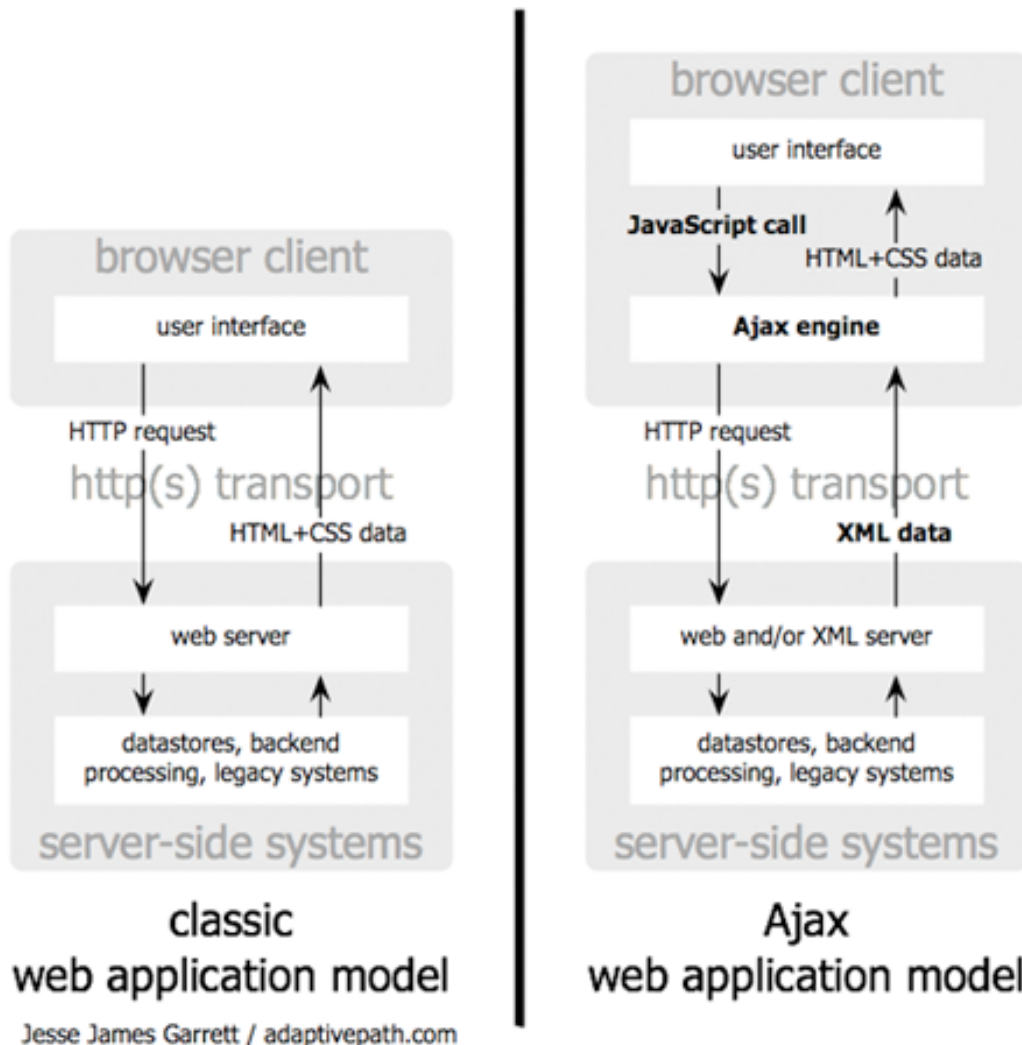 browser client
user interface
HTTP request
http(s) transport
HTML+CSS data
web server
datastores, backend
processing, legacy systems
server-side systems
classic
web application model
Jesse James Garrett / adaptivepath.com
browser client
user interface
JavaScript call
HTML+CSS data
Ajax engine
HTTP request
http(s) transport
XML data
web and/or XML server
datastores, backend
processing, legacy systems
server-side systems
Ajax
web application model